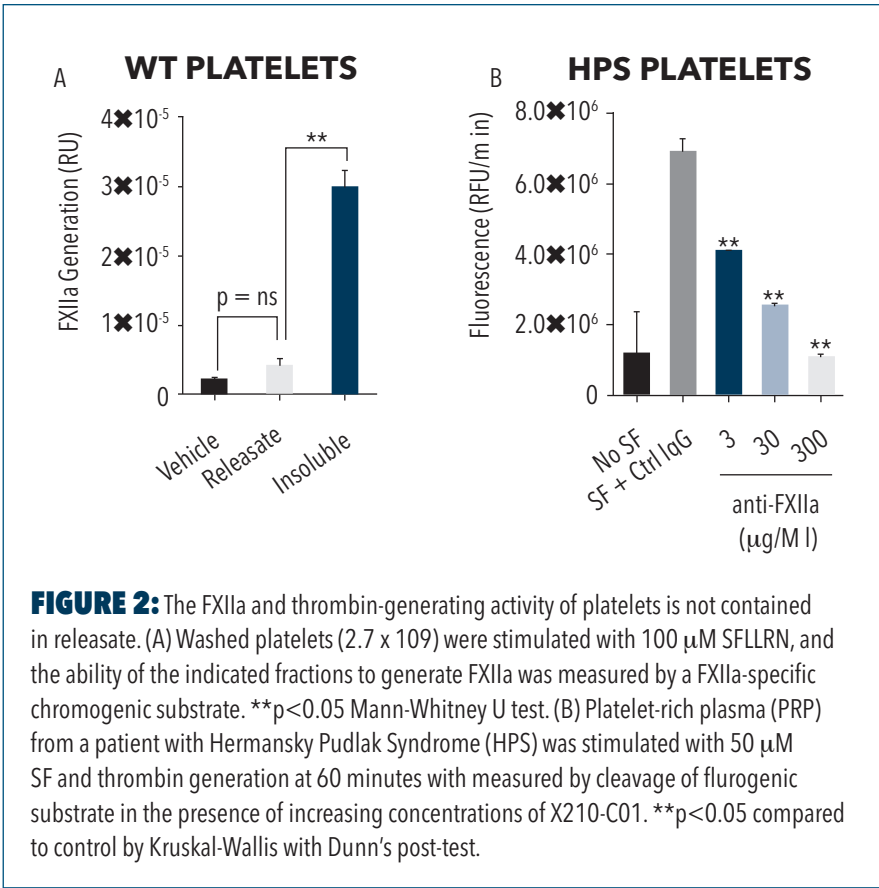 A WT PLATELETS
FXIIa Generation (RU)
4✖10-5
3✖10-5
2✖10-5
1✖10-5
0
**
p = ns
Vehicle
Releasate
Insoluble
B HPS PLATELETS
Fluorescence (RFU/m in)
8.0✖10⁶
6.0✖10⁶
4.0✖10⁶
2.0✖10⁶
0
**
**
**
No SF
SF + Ctrl IqG
3
30
300
anti-FXIIa
(µg/M l)
FIGURE 2: The FXIIa and thrombin-generating activity of platelets is not contained
in releasate. (A) Washed platelets (2.7 x 109) were stimulated with 100 µM SFLLRN, and
the ability of the indicated fractions to generate FXIIa was measured by a FXIIa-specific
chromogenic substrate. **p<0.05 Mann-Whitney U test. (B) Platelet-rich plasma (PRP)
from a patient with Hermansky Pudlak Syndrome (HPS) was stimulated with 50 µM
SF and thrombin generation at 60 minutes with measured by cleavage of flurogenic
substrate in the presence of increasing concentrations of X210-C01. **p<0.05 compared
to control by Kruskal-Wallis with Dunn's post-test.